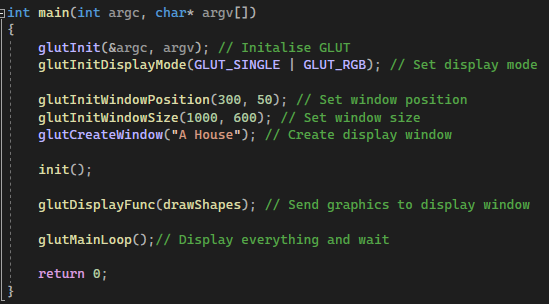 int main(int argc, char* argv[])
{
glutInit(&argc, argv); // Initalise GLUT
glutInitDisplayMode(GLUT_SINGLE | GLUT_RGB); // Set display mode
glutInitWindowPosition(300, 50); // Set window position
glutInitWindowSize(1000, 600); // Set window size
glutCreateWindow("A House"); // Create display window
init();
glutDisplayFunc(drawShapes); // Send graphics to display window
glutMainLoop();// Display everything and wait
return 0;
}